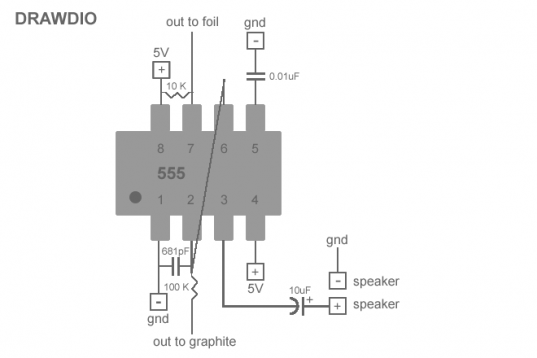 DRAWDIO
out to foil
gnd
5V
-
+
10 K
0.01uF
8 7 6 5
555
1 2 3 4
681pF
gnd
+
- speaker
100 K
5V
10uF
+
+ speaker
-
gnd
out to graphite